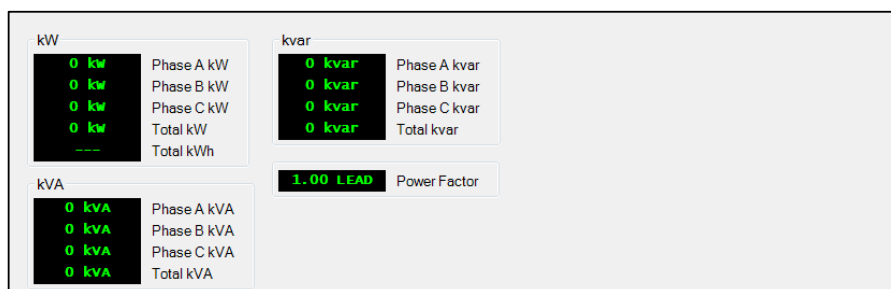 kW
0 kW Phase A kW
0 kW Phase B kW
0 kW Phase C kW
0 kW Total kW
--- Total kWh
kvar
0 kvar Phase A kvar
0 kvar Phase B kvar
0 kvar Phase C kvar
0 kvar Total kvar
1.00 LEAD Power Factor
kVA
0 kVA Phase A kVA
0 kVA Phase B kVA
0 kVA Phase C kVA
0 kVA Total kVA